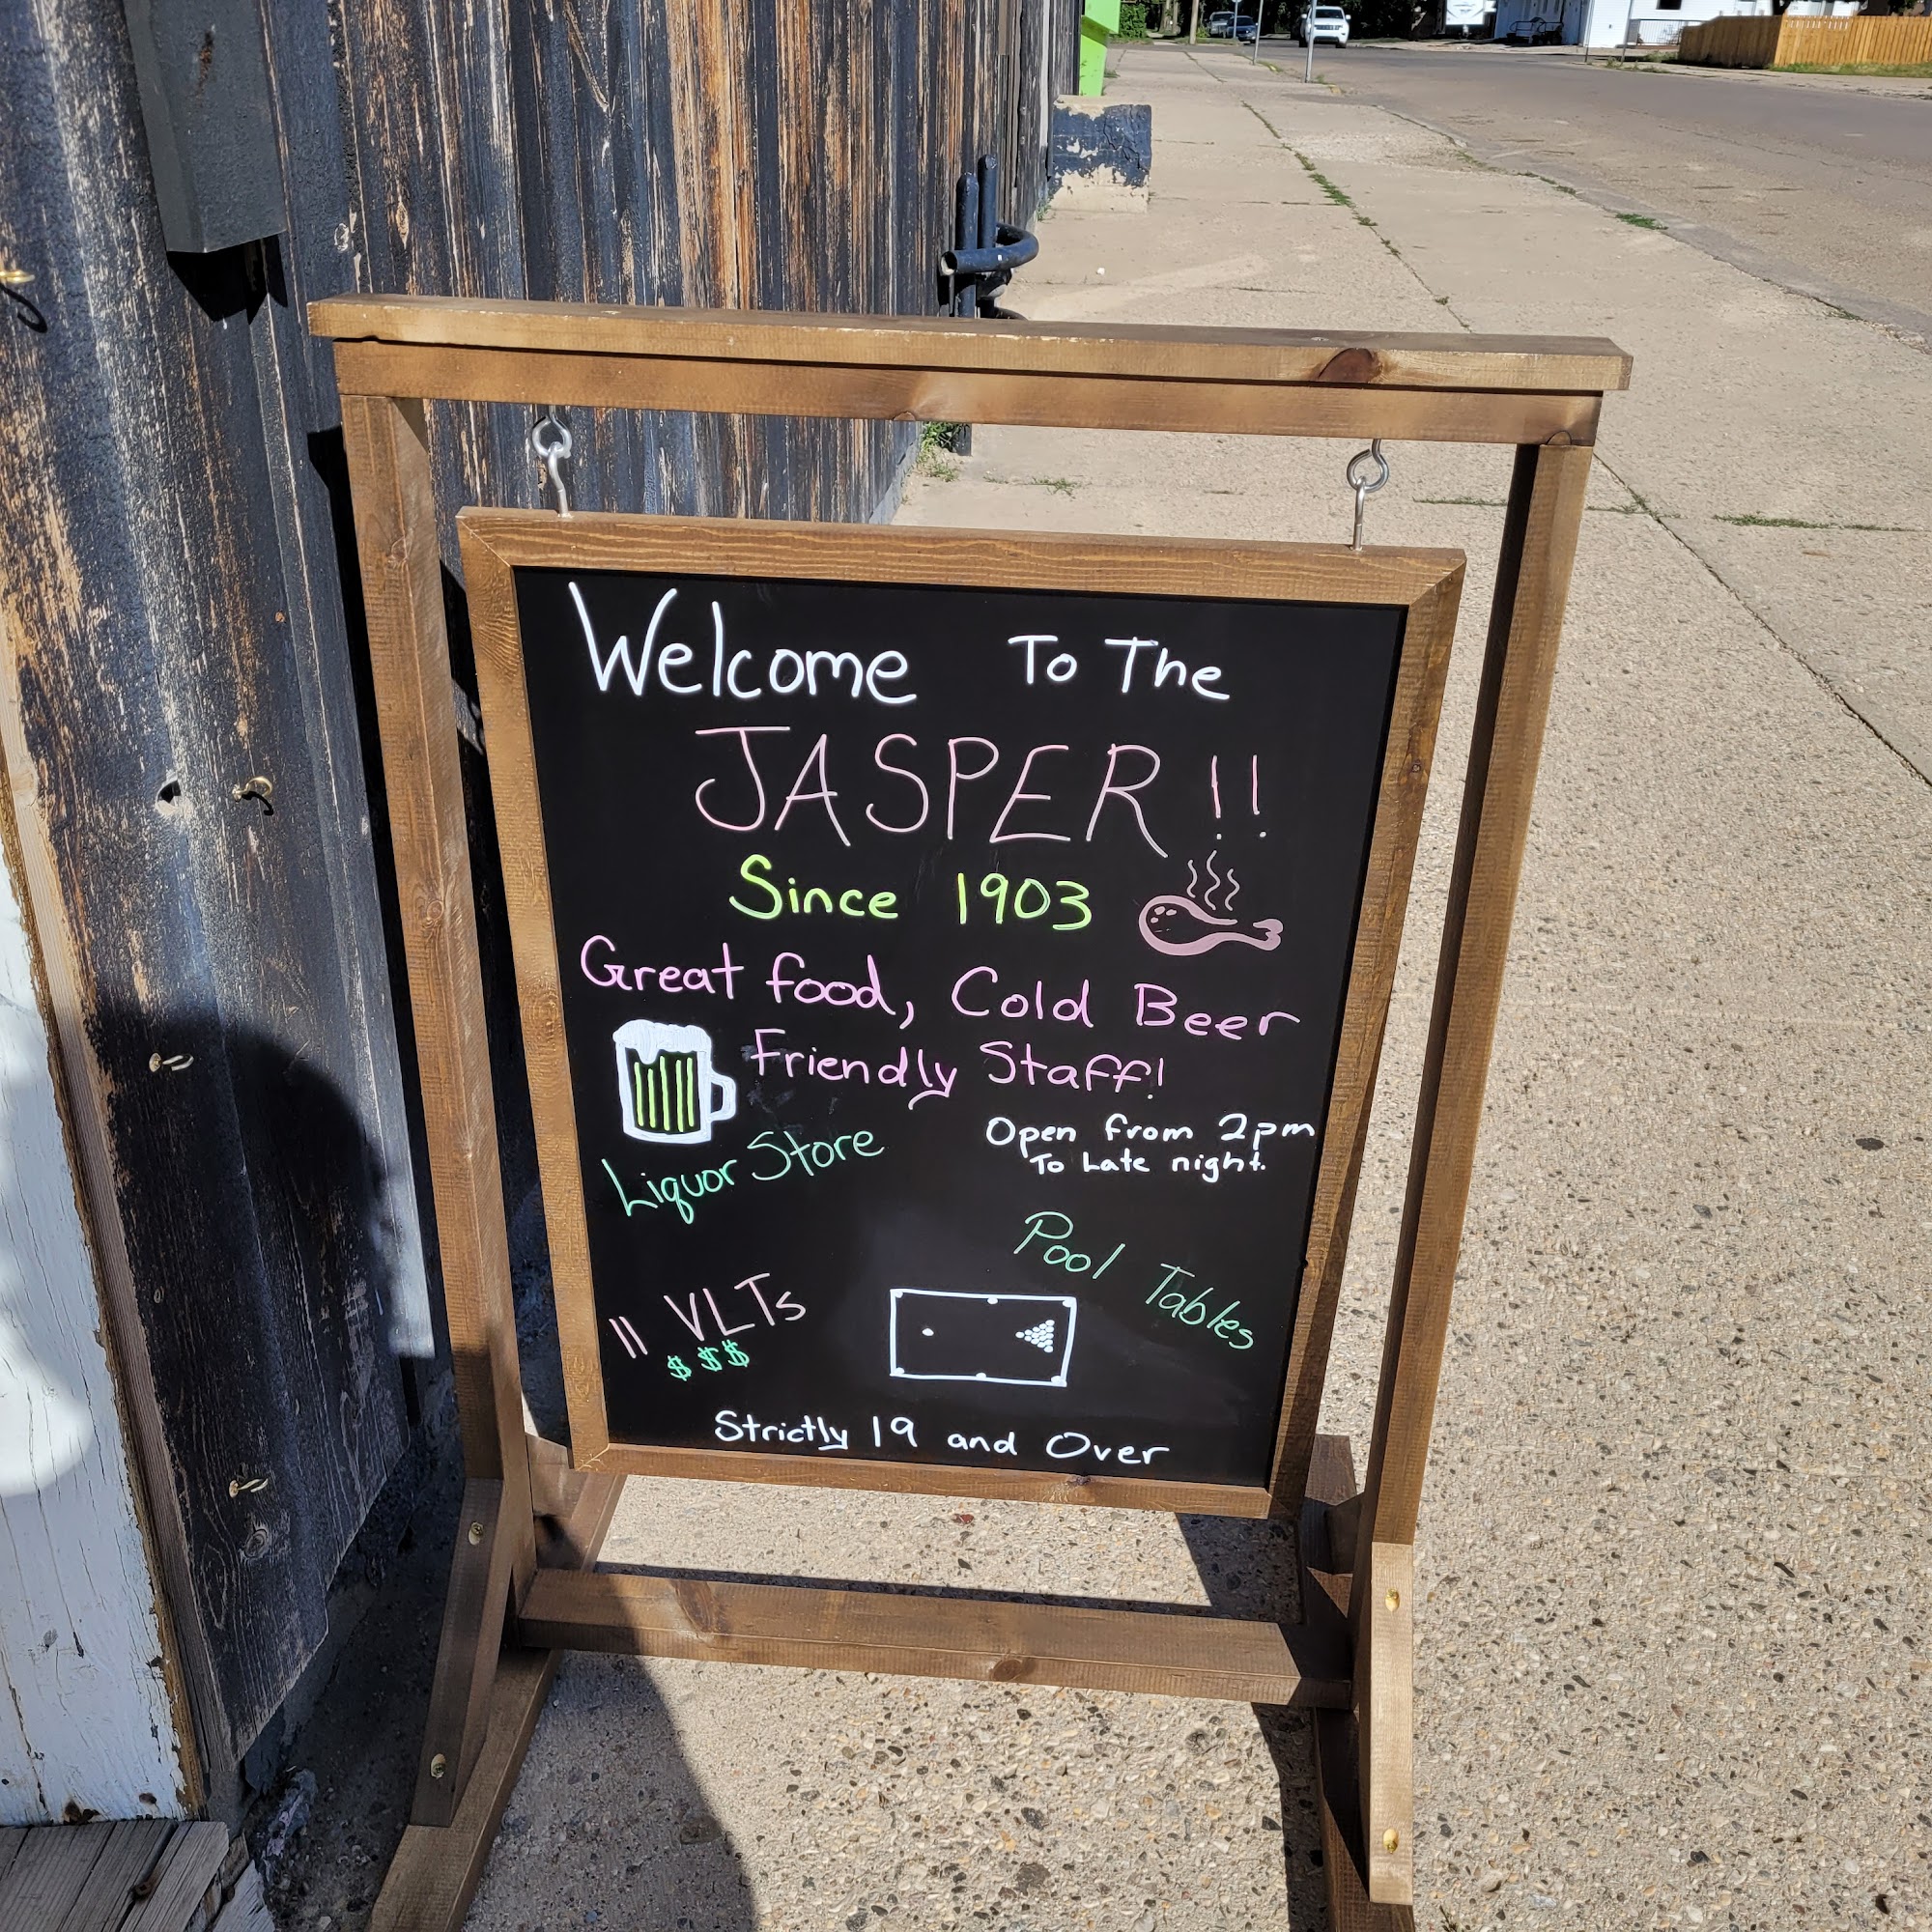 Welcome To The
JASPER!!
Since 1903
Great food, Cold Beer
Friendly Staff!
Open from 2pm
To Late night.
Liquor Store
Pool Tables
11 VLTs
$ $$
Strictly 19 and Over